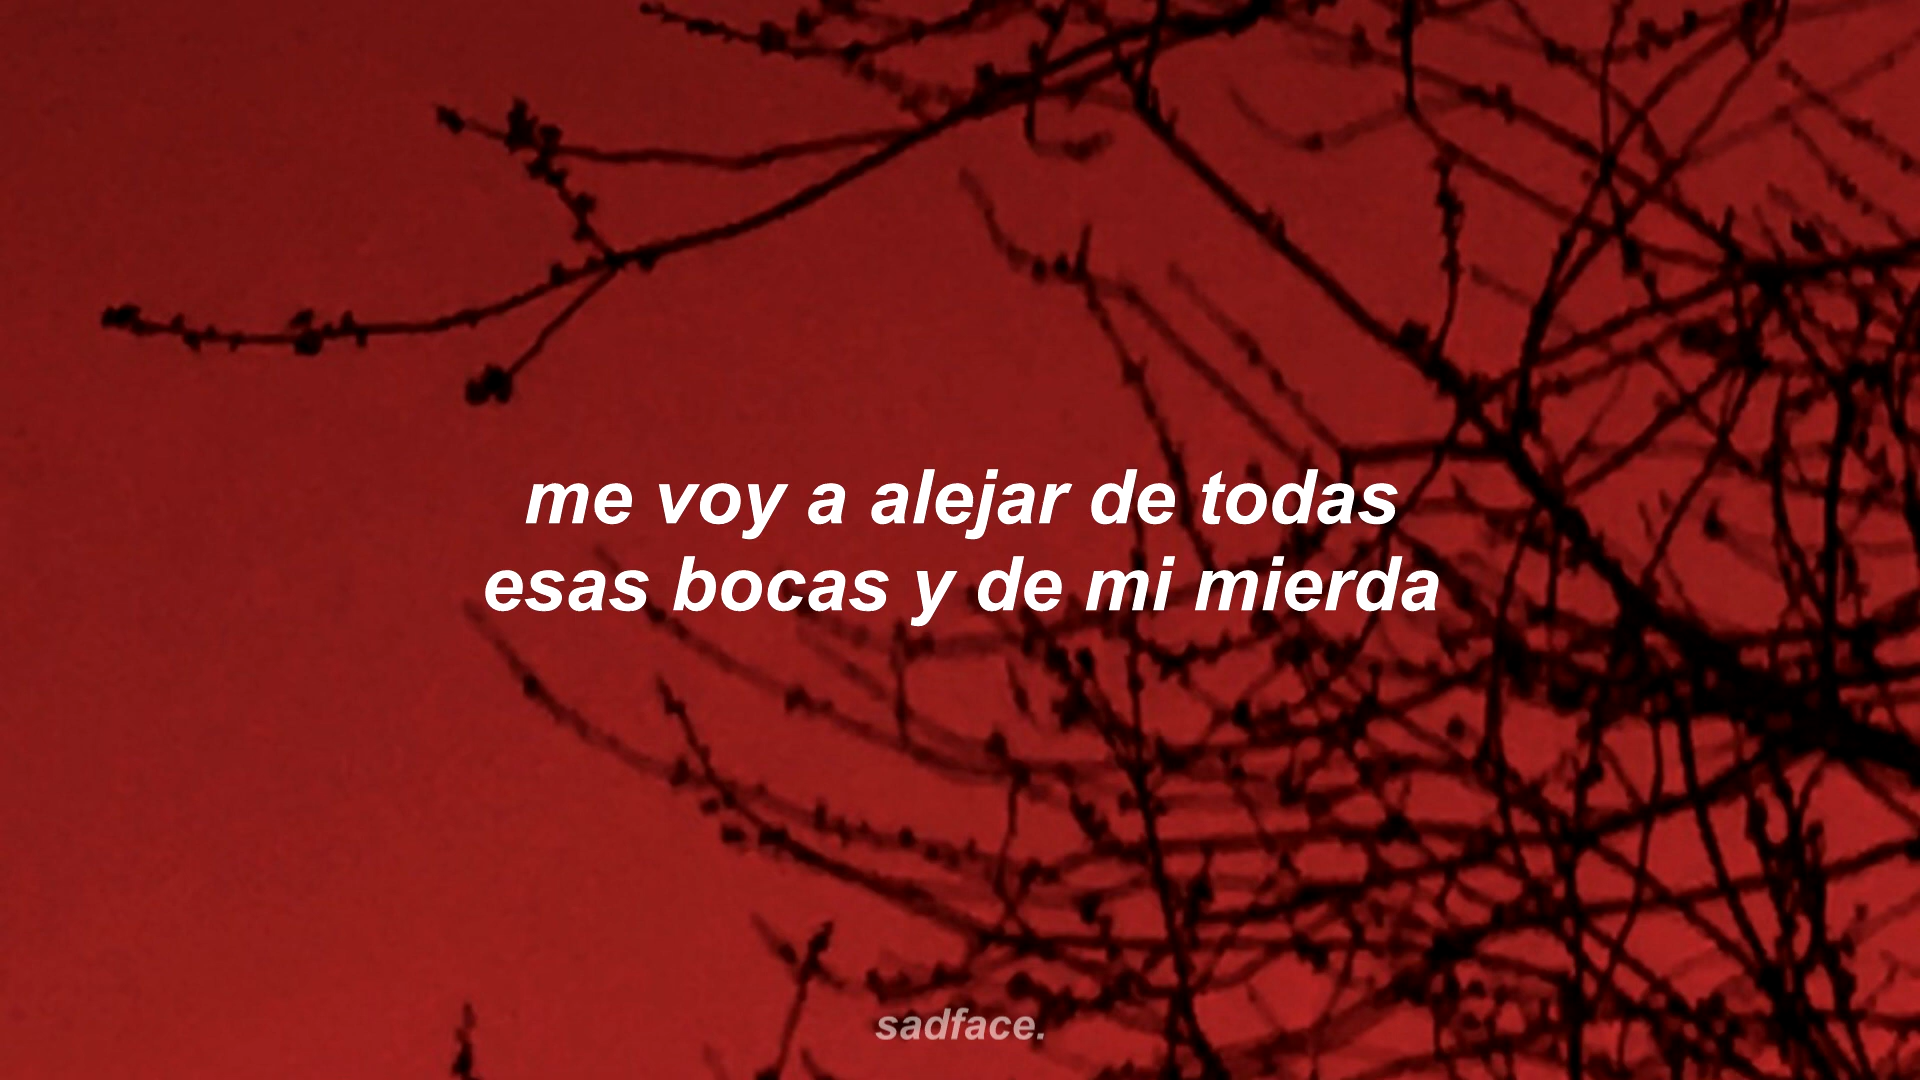 me voy a alejar de todas
esas bocas y de mi mierda
sadface.